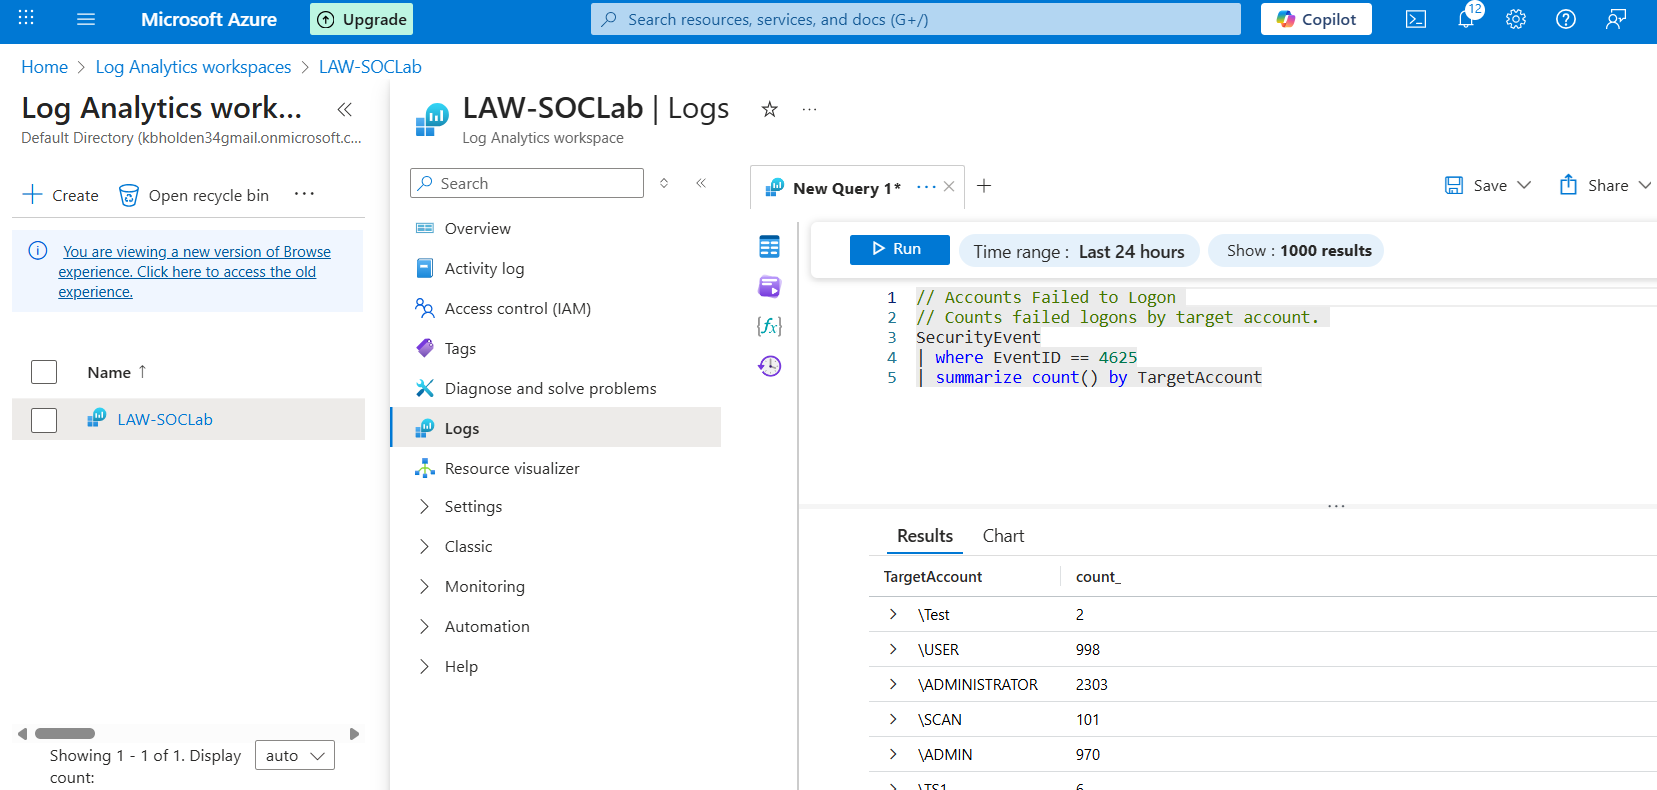 Microsoft Azure
Upgrade
Search resources, services, and docs (G+/)
Copilot
12
Home > Log Analytics workspaces > LAW-SOCLab
Log Analytics work...
Default Directory (kbholden34gmail.onmicrosoft.c...
Create
Open recycle bin
You are viewing a new version of Browse
experience. Click here to access the old
experience.
Name ↑
LAW-SOCLab
Showing 1 - 1 of 1. Display
count:
auto
LAW-SOCLab | Logs
Log Analytics workspace
Search
Overview
Activity log
Access control (IAM)
Tags
Diagnose and solve problems
Logs
Resource visualizer
Settings
Classic
Monitoring
Automation
Help
New Query 1*
Save
Share
Run
Time range : Last 24 hours
Show : 1000 results
{fx}
1 // Accounts Failed to Logon
2 // Counts failed logons by target account.
3 SecurityEvent
4 | where EventID == 4625
5 | summarize count() by TargetAccount
Results
Chart
TargetAccount count_
\Test 2
\USER 998
\ADMINISTRATOR 2303
\SCAN 101
\ADMIN 970
\TS1 6